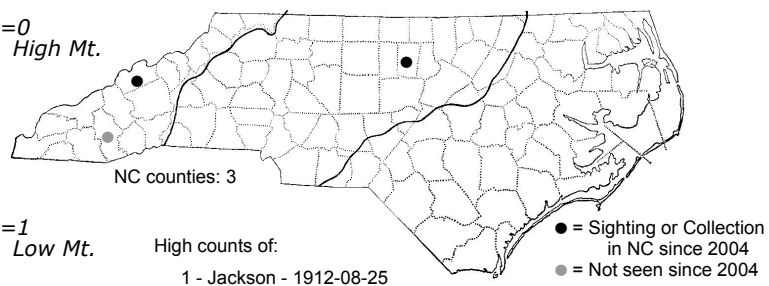 =0
High Mt.
NC counties: 3
=1
Low Mt.
High counts of:
1 - Jackson - 1912-08-25
● = Sighting or Collection
in NC since 2004
● = Not seen since 2004